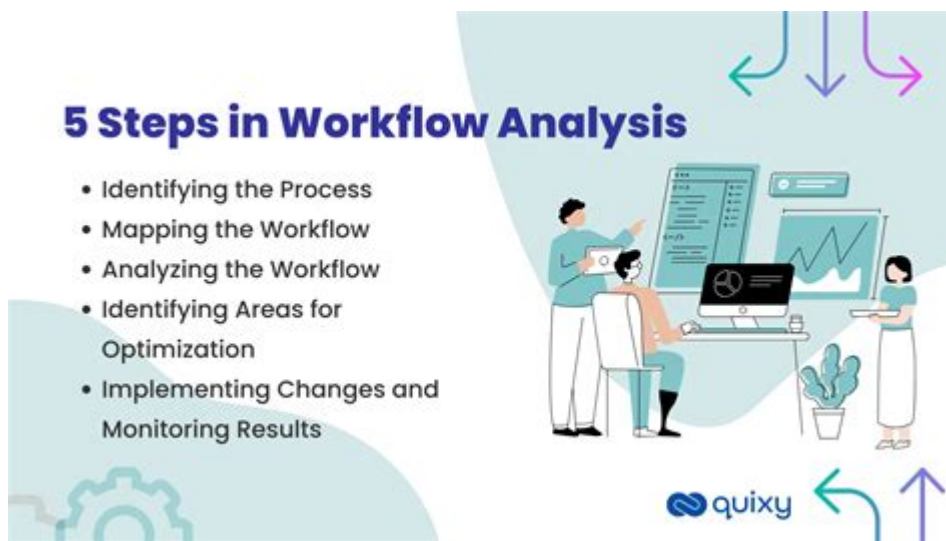 5 Steps in Workflow Analysis
• Identifying the Process
• Mapping the Workflow
• Analyzing the Workflow
• Identifying Areas for
Optimization
• Implementing Changes and
Monitoring Results
quixy